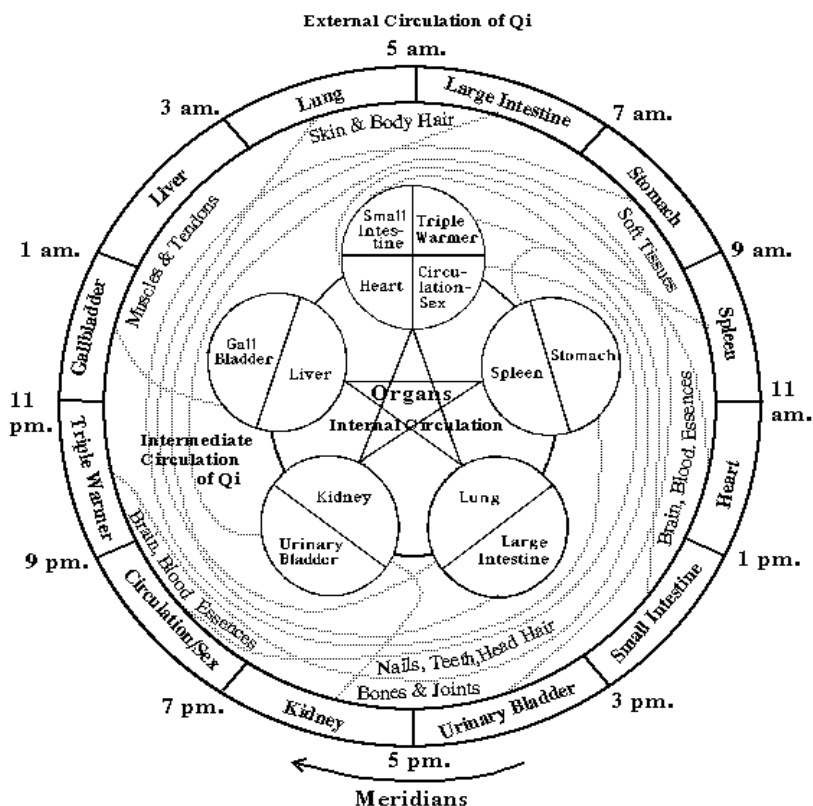 External Circulation of Qi
5 am.
3 am.
Lung
Large Intestine
7 am.
Skin & Body Hair
Liver
Stomach
Muscles & Tendons
Soft Tissues
1 am.
9 am.
Small
Intes-
tine
Triple
Warmer
Heart
Circu-
lation-
Sex
Gallbladder
Spleen
Gall
Bladder
Liver
Spleen
Stomach
11
pm.
11
am.
Organs
Internal Circulation
Intermediate
Circulation
of Qi
Triple Warmer
Heart
Brain, Blood, Essences
Kidney
Urinary
Bladder
Lung
Large
Intestine
9 pm.
1 pm.
Brain, Blood, Essences
Circulation/Sex
Small Intestine
Nails, Teeth,Head Hair
Bones & Joints
7 pm.
Kidney
Urinary Bladder
3 pm.
5 pm.
Meridians